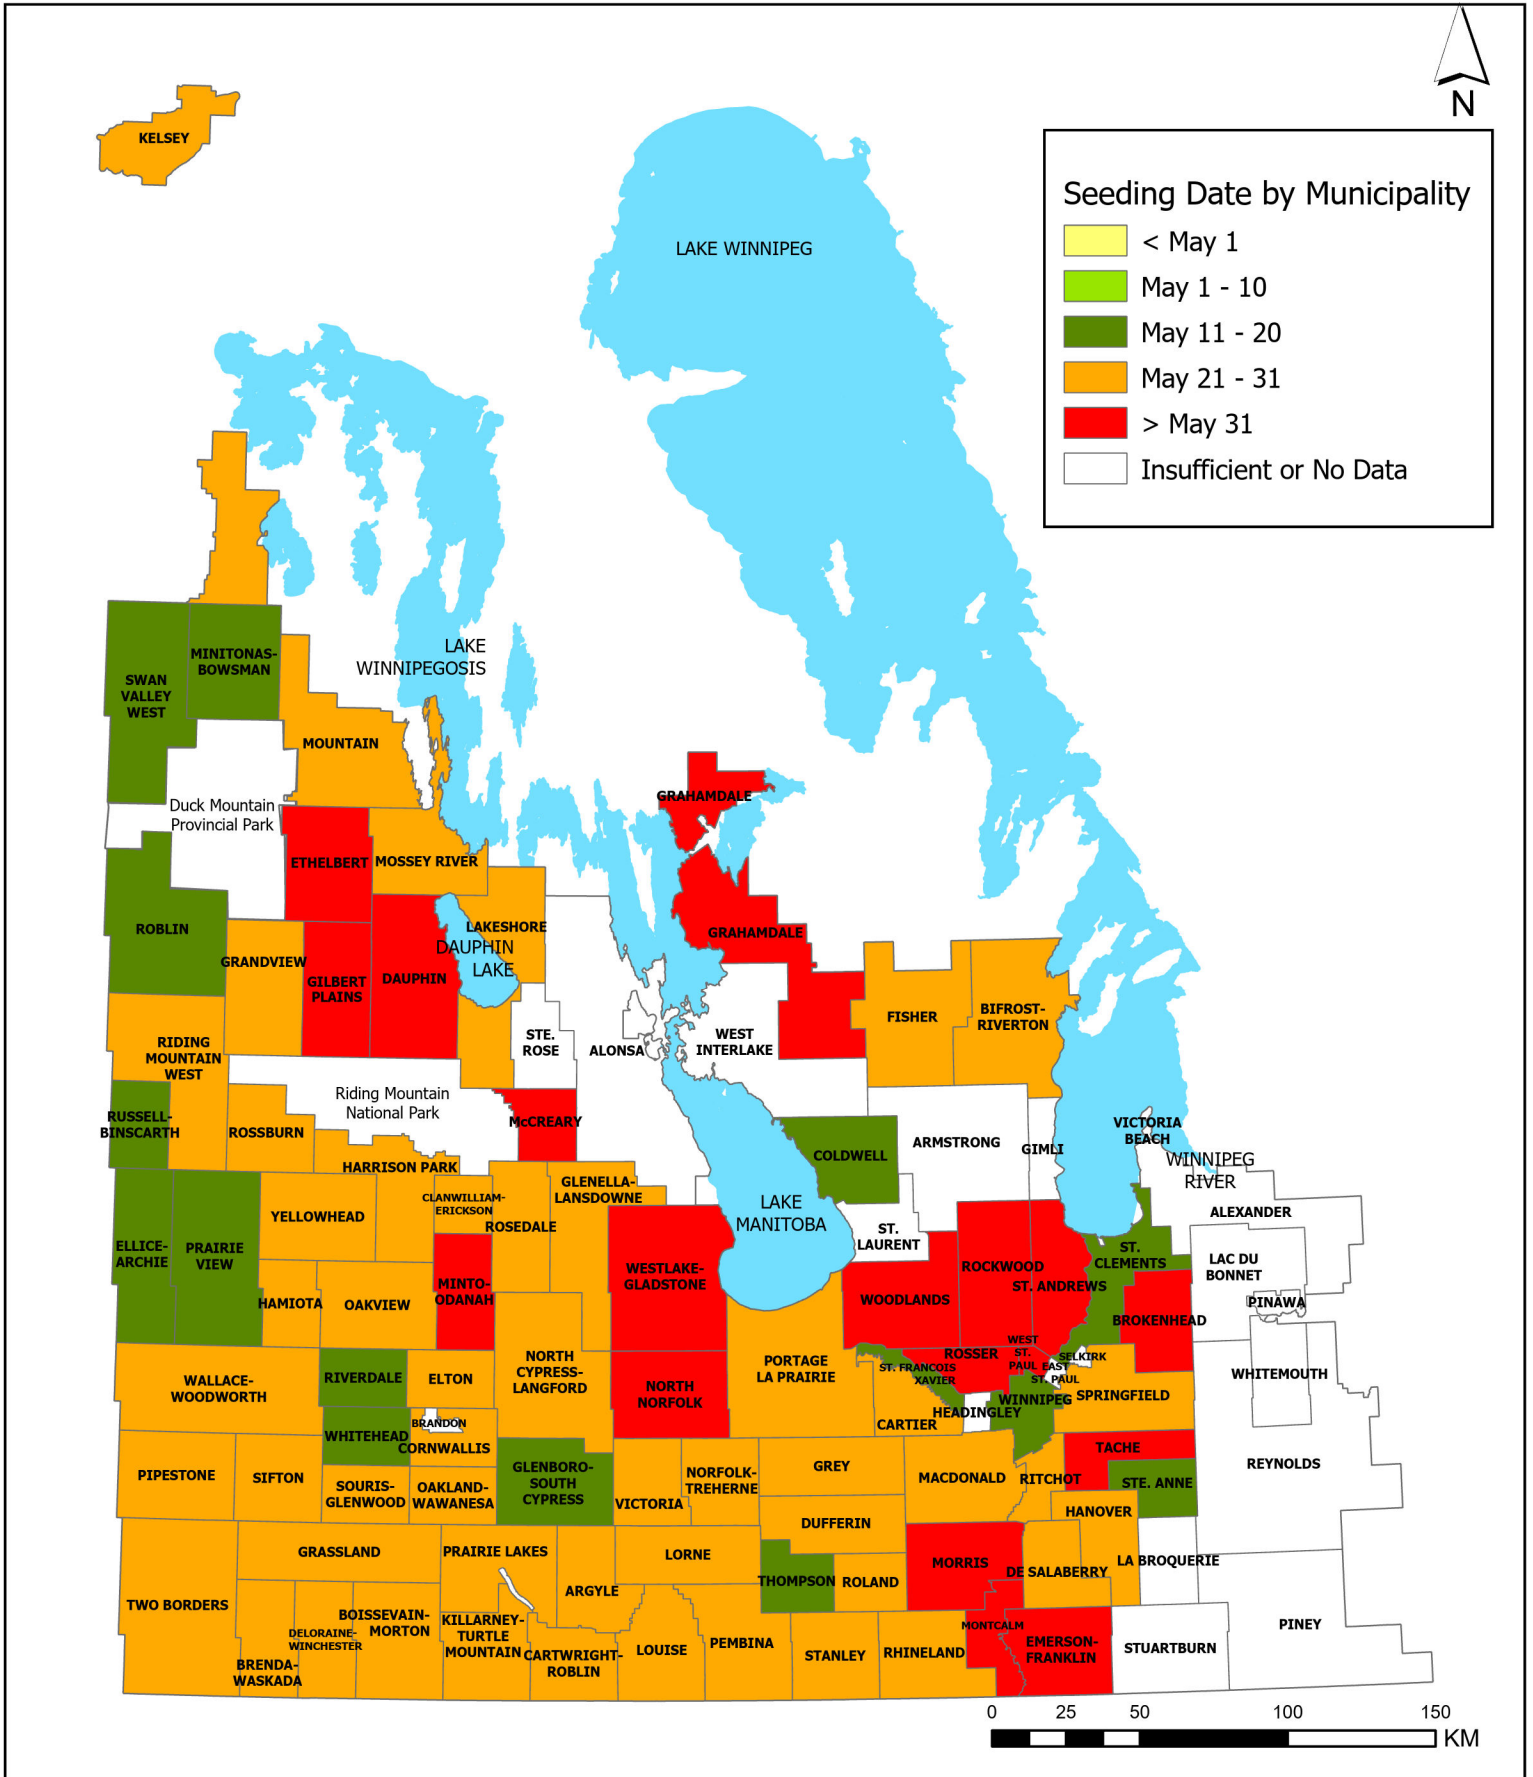 N
Seeding Date by Municipality
< May 1
May 1 - 10
May 11 - 20
May 21 - 31
> May 31
Insufficient or No Data
KELSEY
LAKE WINNIPEG
LAKE
WINNIPEGOSIS
MINITONAS-
BOWSMAN
SWAN
VALLEY
WEST
MOUNTAIN
Duck Mountain
Provincial Park
GRAHAMDALE
ETHELBERT
MOSSEY RIVER
ROBLIN
LAKESHORE
GRAHAMDALE
DAUPHIN
LAKE
GRANDVIEW
GILBERT
PLAINS
DAUPHIN
FISHER
BIFROST-
RIVERTON
RIDING
MOUNTAIN
WEST
STE.
ROSE
ALONSA
WEST
INTERLAKE
Riding Mountain
National Park
RUSSELL-
BINSCARTH
ROSSBURN
McCREARY
VICTORIA
BEACH
ARMSTRONG
GIMLI
COLDWELL
WINNIPEG
RIVER
HARRISON PARK
GLENELLA-
LANSDOWNE
CLANWILLIAM-
ERICKSON
ROSEDALE
YELLOWHEAD
LAKE
MANITOBA
ALEXANDER
ST.
LAURENT
ELLICE-
ARCHIE
PRAIRIE
VIEW
ST.
CLEMENTS
LAC DU
BONNET
WESTLAKE-
GLADSTONE
ROCKWOOD
ST. ANDREWS
MINTO-
ODANAH
HAMIOTA
OAKVIEW
WOODLANDS
PINAWA
BROKENHEAD
WEST
ST.
PAUL
EAST
ST. PAUL
SELKIRK
ROSSER
ST. FRANCOIS
XAVIER
NORTH
CYPRESS-
LANGFORD
PORTAGE
LA PRAIRIE
WHITEMOUTH
WALLACE-
WOODWORTH
RIVERDALE
ELTON
NORTH
NORFOLK
WINNIPEG
SPRINGFIELD
HEADINGLEY
CARTIER
BRANDON
WHITEHEAD
CORNWALLIS
TACHE
REYNOLDS
PIPESTONE
SIFTON
SOURIS-
GLENWOOD
OAKLAND-
WAWANESA
GLENBORO-
SOUTH
CYPRESS
VICTORIA
NORFOLK-
TREHERNE
GREY
MACDONALD
RITCHOT
STE. ANNE
HANOVER
DUFFERIN
GRASSLAND
PRAIRIE LAKES
LORNE
MORRIS
DE SALABERRY
LA BROQUERIE
THOMPSON
ROLAND
ARGYLE
TWO BORDERS
BOISSEVAIN-
MORTON
DELORAINE-
WINCHESTER
KILLARNEY-
TURTLE
MOUNTAIN
MONTCALM
PINEY
BRENDA-
WASKADA
CARTWRIGHT-
ROBLIN
LOUISE
PEMBINA
STANLEY
RHINELAND
EMERSON-
FRANKLIN
STUARTBURN
0 25 50 100 150
KM